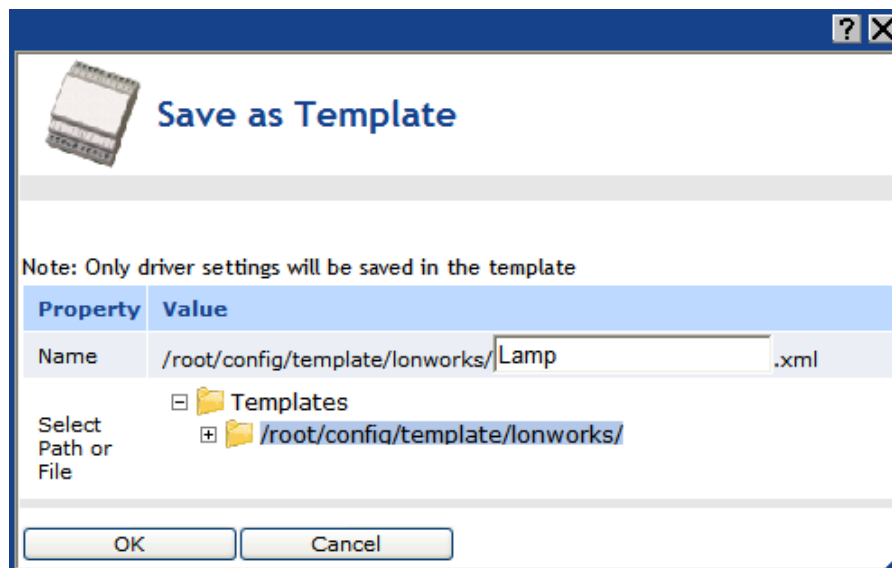 ?
Save as Template
Note: Only driver settings will be saved in the template
Property Value
Name /root/config/template/lonworks/Lamp.xml
Templates
/root/config/template/lonworks/
Select
Path or
File
OK Cancel